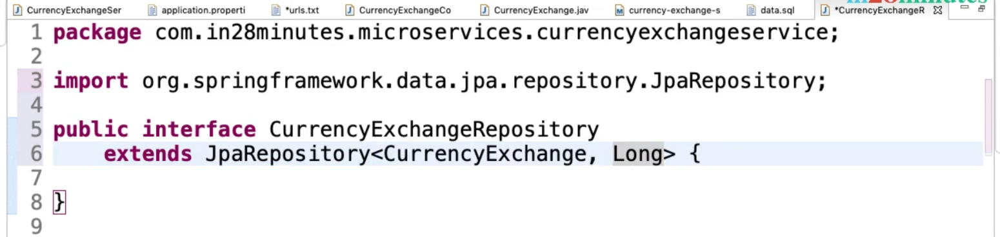 CurrencyExchangeSer application.properti *urls.txt CurrencyExchangeCo CurrencyExchange.jav currency-exchange-s data.sql *CurrencyExchangeR
1 package com.in28minutes.microservices.currencyexchangeservice;
2
3 import org.springframework.data.jpa.repository.JpaRepository;
4
5 public interface CurrencyExchangeRepository
6 extends JpaRepository<CurrencyExchange, Long> {
7
8 }
9